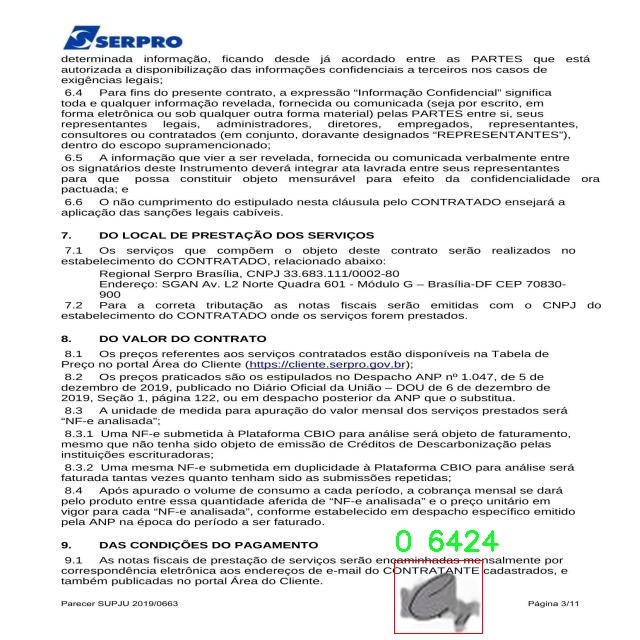 SERPRO
determinada informação, ficando desde já acordado entre as PARTES que está
autorizada a disponibilização das informações confidenciais a terceiros nos casos de
exigências legais;
6.4 Para fins do presente contrato, a expressão “Informação Confidencial” significa
toda e qualquer informação revelada, fornecida ou comunicada (seja por escrito, em
forma eletrônica ou sob qualquer outra forma material) pelas PARTES entre si, seus
representantes legais, administradores, diretores, empregados, representantes,
consultores ou contratados (em conjunto, doravante designados “REPRESENTANTES”),
dentro do escopo supramencionado;
6.5 A informação que vier a ser revelada, fornecida ou comunicada verbalmente entre
os signatários deste Instrumento deverá integrar ata lavrada entre seus representantes
para que possa constituir objeto mensurável para efeito da confidencialidade ora
pactuada; e
6.6 O não cumprimento do estipulado nesta cláusula pelo CONTRATADO ensejará a
aplicação das sanções legais cabíveis.
7. DO LOCAL DE PRESTAÇÃO DOS SERVIÇOS
7.1 Os serviços que compõem o objeto deste contrato serão realizados no
estabelecimento do CONTRATADO, relacionado abaixo:
Regional Serpro Brasília, CNPJ 33.683.111/0002-80
Endereço: SGAN Av. L2 Norte Quadra 601 - Módulo G – Brasília-DF CEP 70830-
900
7.2 Para a correta tributação as notas fiscais serão emitidas com o CNPJ do
estabelecimento do CONTRATADO onde os serviços forem prestados.
8. DO VALOR DO CONTRATO
8.1 Os preços referentes aos serviços contratados estão disponíveis na Tabela de
Preço no portal Área do Cliente (https://cliente.serpro.gov.br);
8.2 Os preços praticados são os estipulados no Despacho ANP nº 1.047, de 5 de
dezembro de 2019, publicado no Diário Oficial da União – DOU de 6 de dezembro de
2019, Seção 1, página 122, ou em despacho posterior da ANP que o substitua.
8.3 A unidade de medida para apuração do valor mensal dos serviços prestados será
“NF-e analisada”;
8.3.1 Uma NF-e submetida à Plataforma CBIO para análise será objeto de faturamento,
mesmo que não tenha sido objeto de emissão de Créditos de Descarbonização pelas
instituições escrituradoras;
8.3.2 Uma mesma NF-e submetida em duplicidade à Plataforma CBIO para análise será
faturada tantas vezes quanto tenham sido as submissões repetidas;
8.4 Após apurado o volume de consumo a cada período, a cobrança mensal se dará
pelo produto entre essa quantidade aferida de “NF-e analisada” e o preço unitário em
vigor para cada “NF-e analisada”, conforme estabelecido em despacho específico emitido
pela ANP na época do período a ser faturado.
0 6424
9. DAS CONDIÇÕES DO PAGAMENTO
9.1 As notas fiscais de prestação de serviços serão encaminhadas mensalmente por
correspondência eletrônica aos endereços de e-mail do CONTRATANTE cadastrados, e
também publicadas no portal Área do Cliente.
Parecer SUPJU 2019/0663 Página 3/11